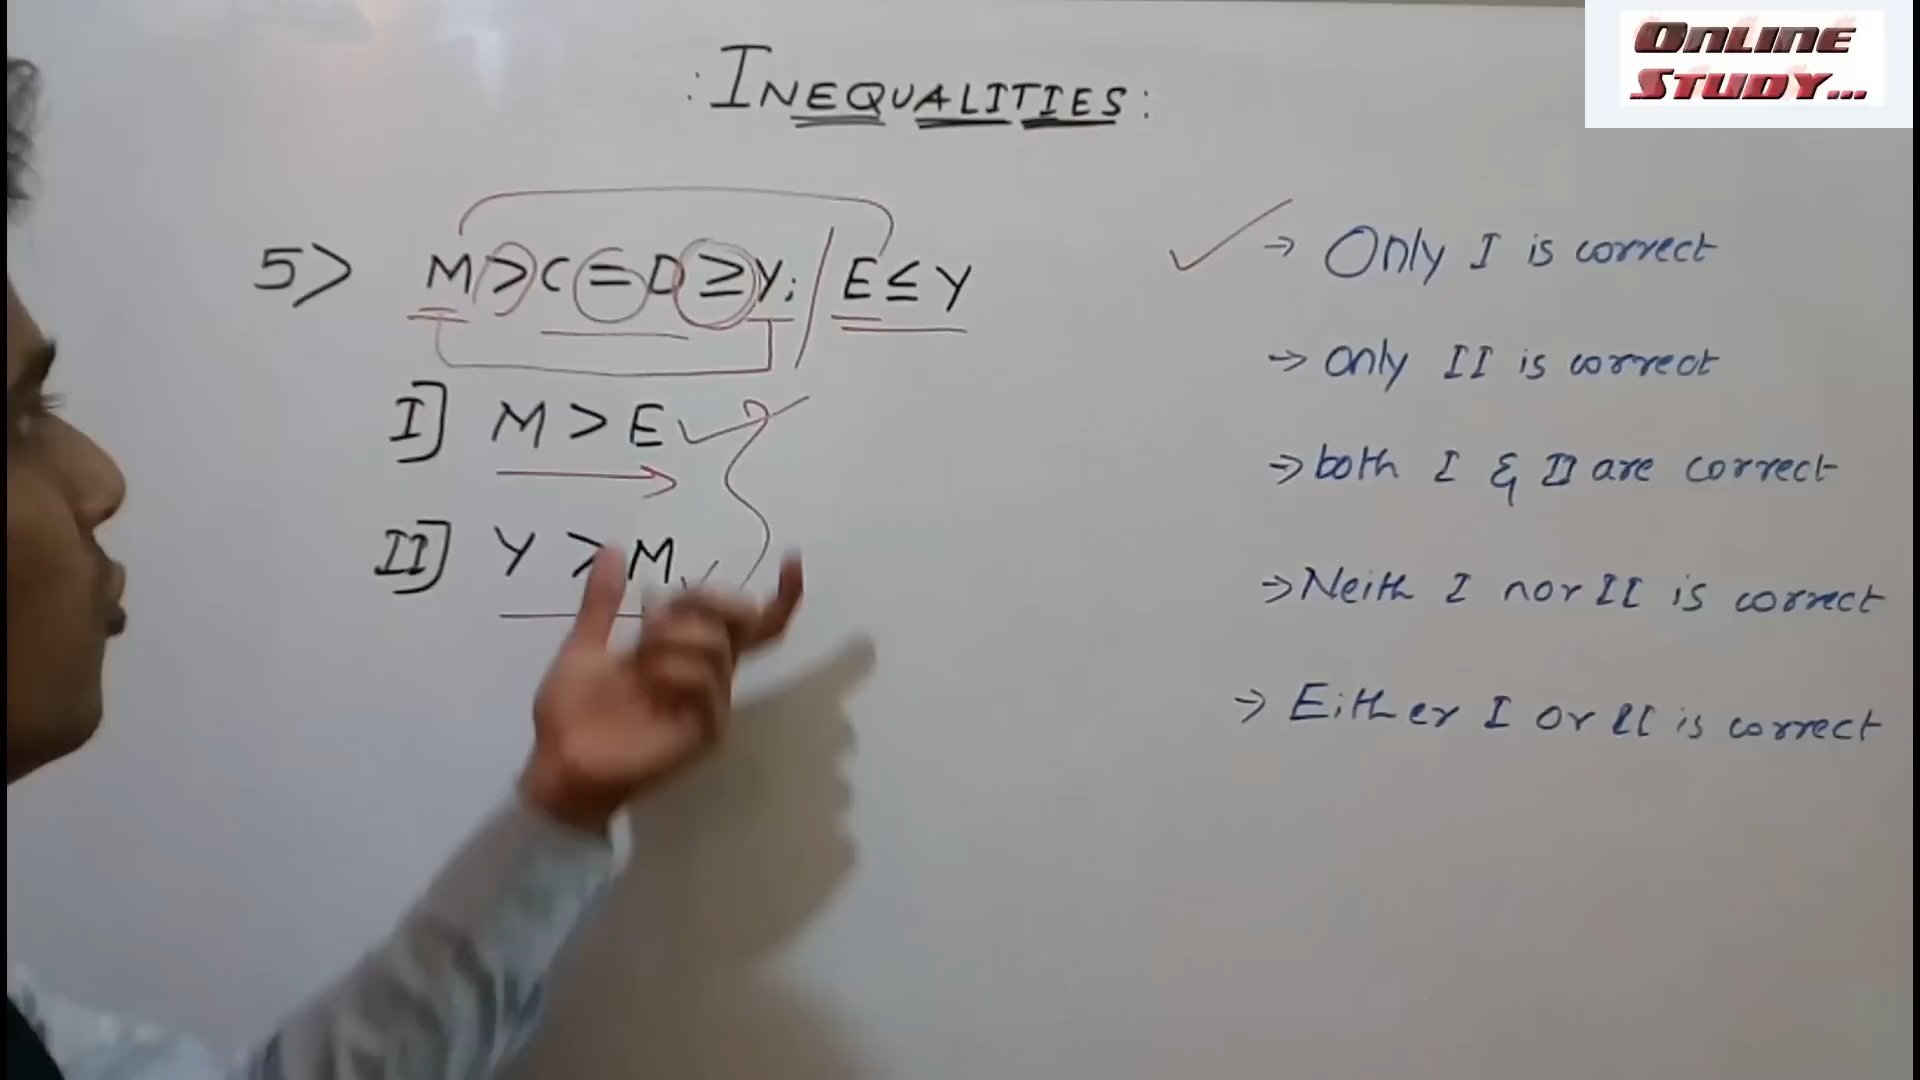 ONLINE
STUDY...
: INEQUALITIES :
5> M > C = D ≥ Y; / E ≤ Y
I] M > E ✓
II] Y > M
✓ → Only I is correct
→ only II is correct
→ both I & II are correct
→ Neith I nor II is correct
→ Either I or II is correct